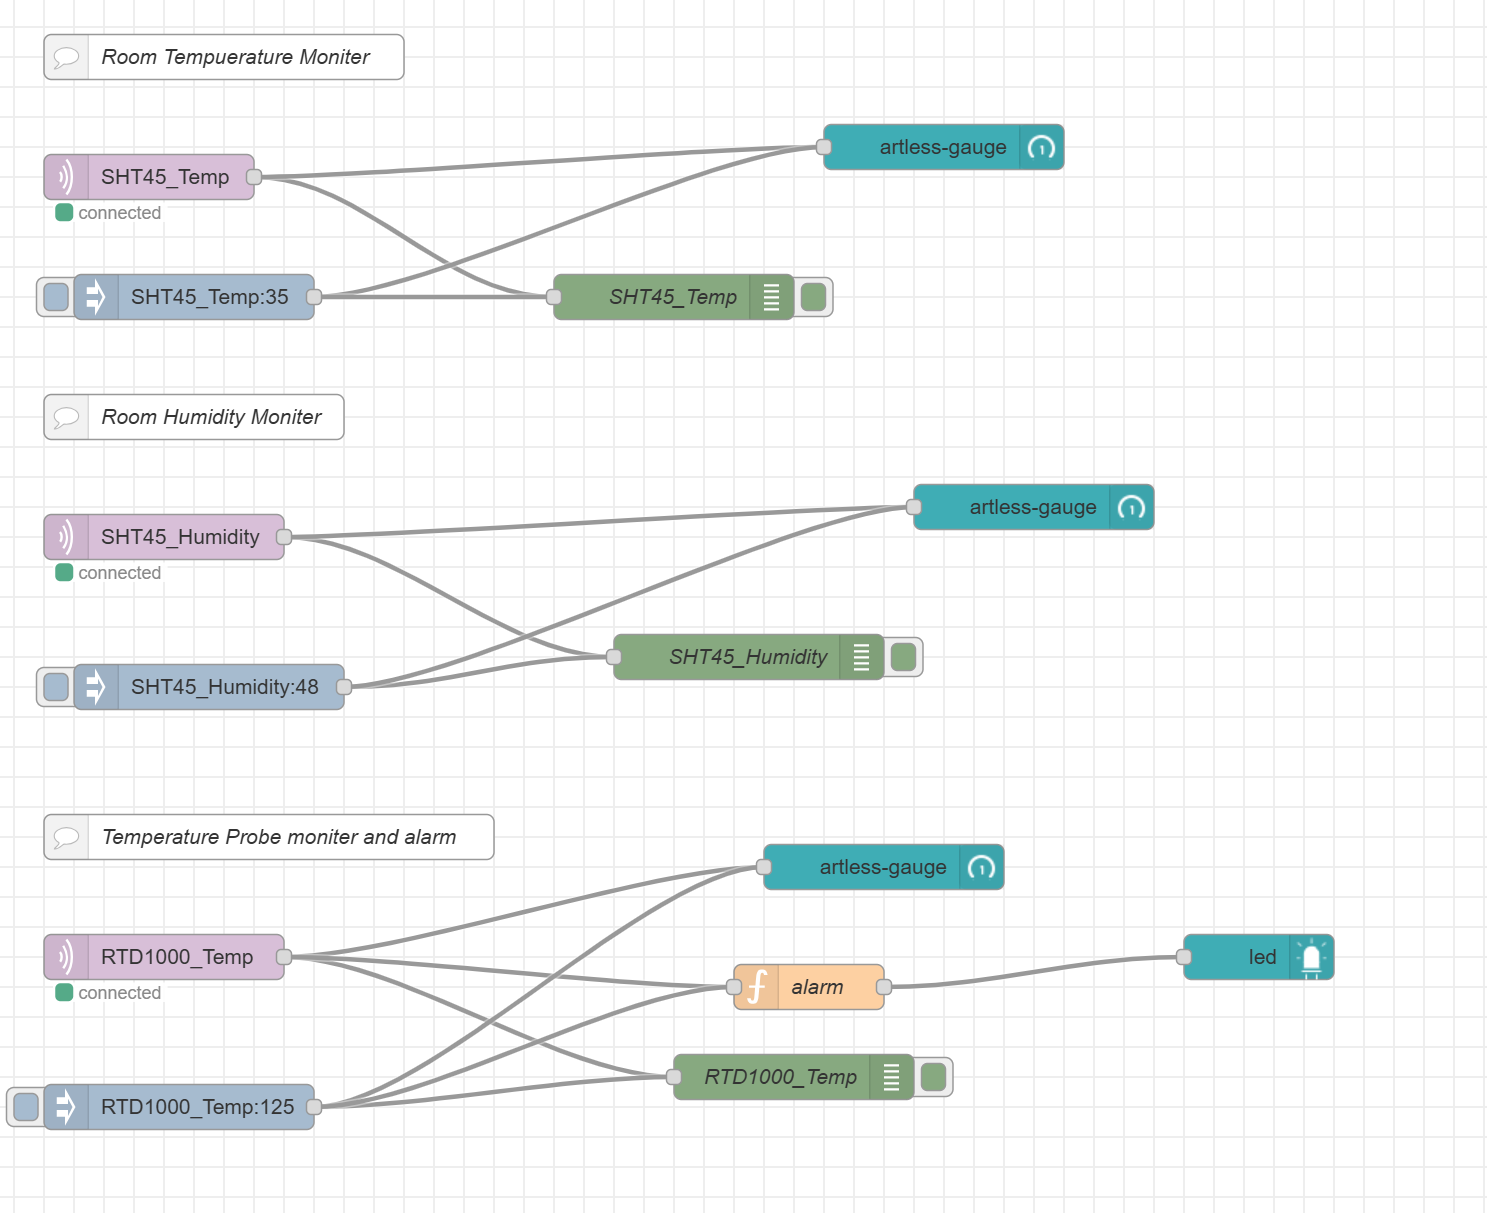 Room Tempuerature Moniter
artless-gauge
SHT45_Temp
connected
SHT45_Temp:35
SHT45_Temp
Room Humidity Moniter
artless-gauge
SHT45_Humidity
connected
SHT45_Humidity
SHT45_Humidity:48
Temperature Probe moniter and alarm
artless-gauge
RTD1000_Temp
led
connected
alarm
RTD1000_Temp
RTD1000_Temp:125